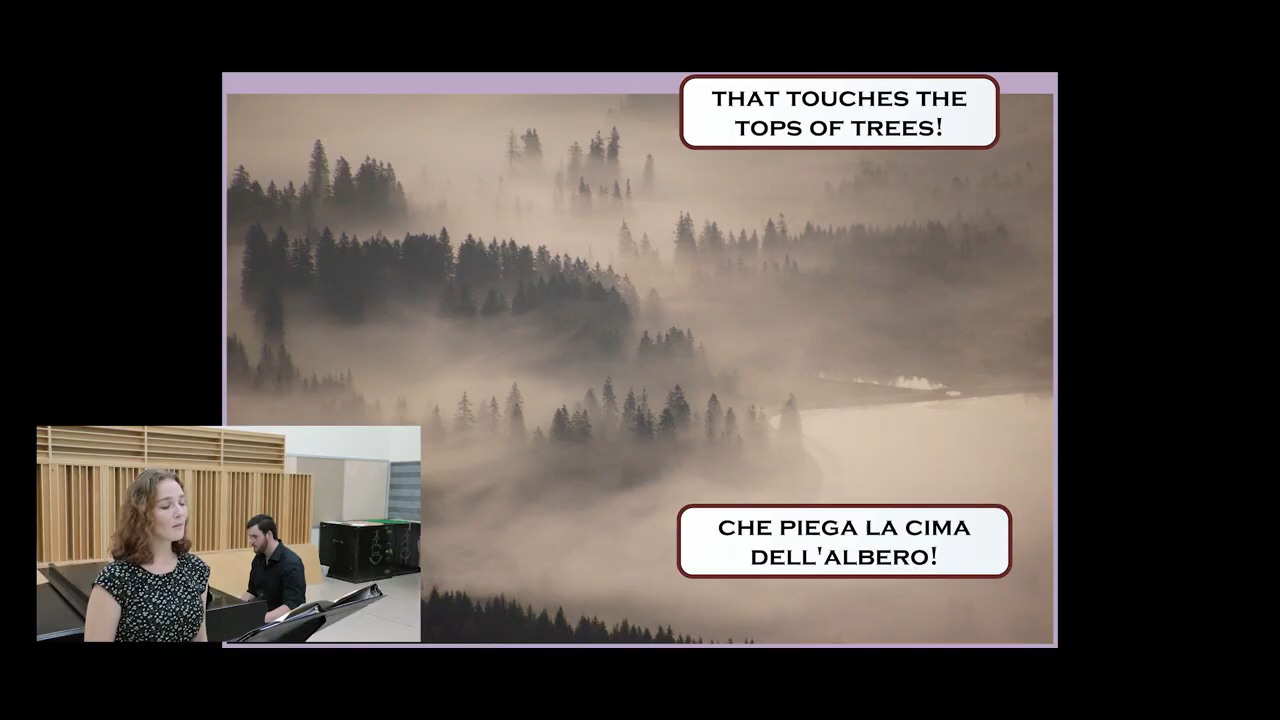 THAT TOUCHES THE
TOPS OF TREES!
CHE PIEGA LA CIMA
DELL'ALBERO!